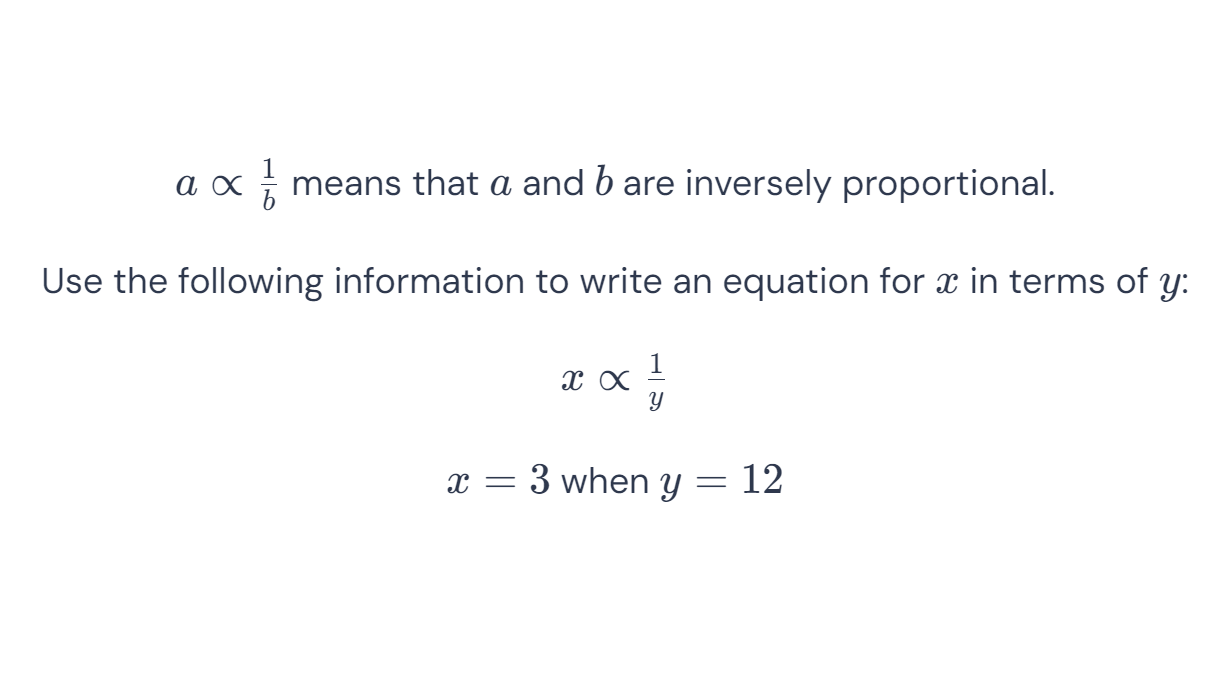 $a \propto \frac{1}{b}$ means that $a$ and $b$ are inversely proportional.
Use the following information to write an equation for $x$ in terms of $y$:
$x \propto \frac{1}{y}$
$x = 3$ when $y = 12$